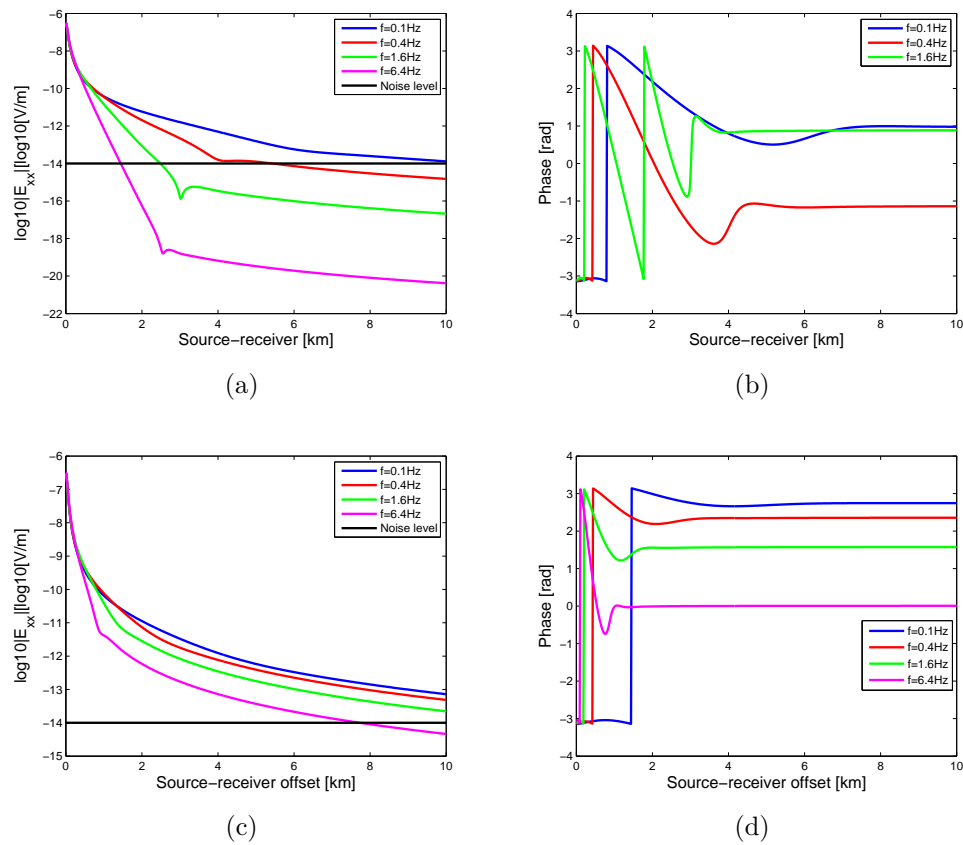 −6
−8
−10
−12
−14
−16
−18
−20
−22
log10|E_xx|[log10[V/m]
0 2 4 6 8 10
Source−receiver [km]
f=0.1Hz
f=0.4Hz
f=1.6Hz
f=6.4Hz
Noise level
(a)
4
3
2
1
0
−1
−2
−3
−4
Phase [rad]
0 2 4 6 8 10
Source−receiver [km]
f=0.1Hz
f=0.4Hz
f=1.6Hz
(b)
−6
−7
−8
−9
−10
−11
−12
−13
−14
−15
log10|E_xx|[log10[V/m]
0 2 4 6 8 10
Source−receiver offset [km]
f=0.1Hz
f=0.4Hz
f=1.6Hz
f=6.4Hz
Noise level
(c)
4
3
2
1
0
−1
−2
−3
−4
Phase [rad]
0 2 4 6 8 10
Source−receiver offset [km]
f=0.1Hz
f=0.4Hz
f=1.6Hz
f=6.4Hz
(d)